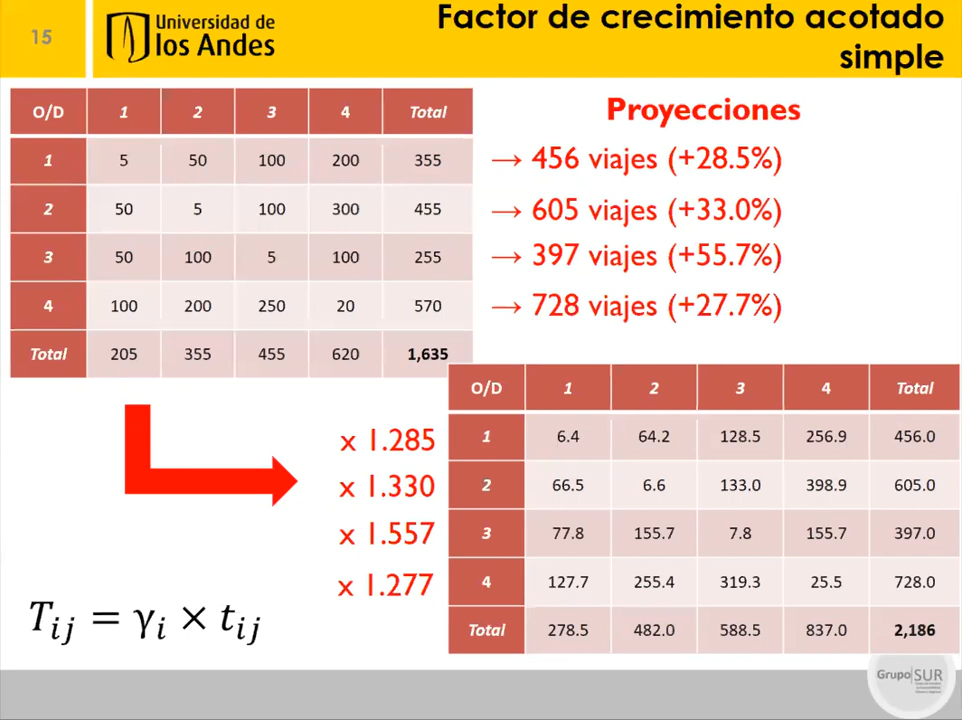 15
Universidad de
los Andes
Factor de crecimiento acotado
simple
O/D 1 2 3 4 Total
1 5 50 100 200 355
2 50 5 100 300 455
3 50 100 5 100 255
4 100 200 250 20 570
Total 205 355 455 620 1,635
Proyecciones
→ 456 viajes (+28.5%)
→ 605 viajes (+33.0%)
→ 397 viajes (+55.7%)
→ 728 viajes (+27.7%)
x 1.285
x 1.330
x 1.557
x 1.277
O/D 1 2 3 4 Total
1 6.4 64.2 128.5 256.9 456.0
2 66.5 6.6 133.0 398.9 605.0
3 77.8 155.7 7.8 155.7 397.0
4 127.7 255.4 319.3 25.5 728.0
Total 278.5 482.0 588.5 837.0 2,186
T_{ij} = γ_i × t_{ij}
Grupo SUR